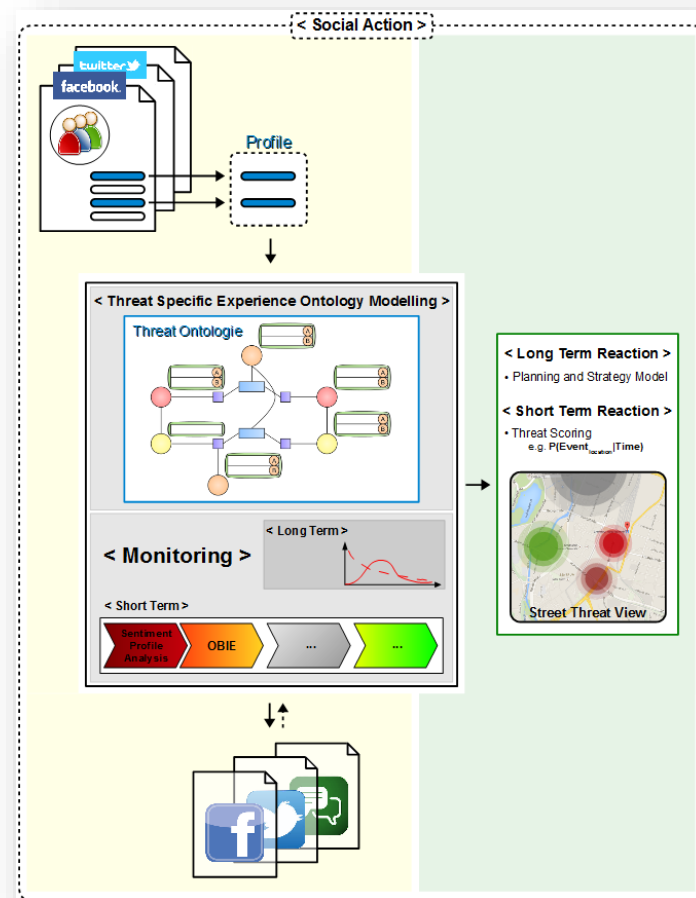 < Social Action >
twitter
facebook.
Profile
< Threat Specific Experience Ontology Modelling >
Threat Ontologie
A
B
A
B
A
B
A
B
A
B
< Monitoring >
< Long Term >
< Short Term >
Sentiment
Profile
Analysis
OBIE
...
...
< Long Term Reaction >
• Planning and Strategy Model
< Short Term Reaction >
• Threat Scoring
e.g. P(Event location|Time)
Street Threat View
f